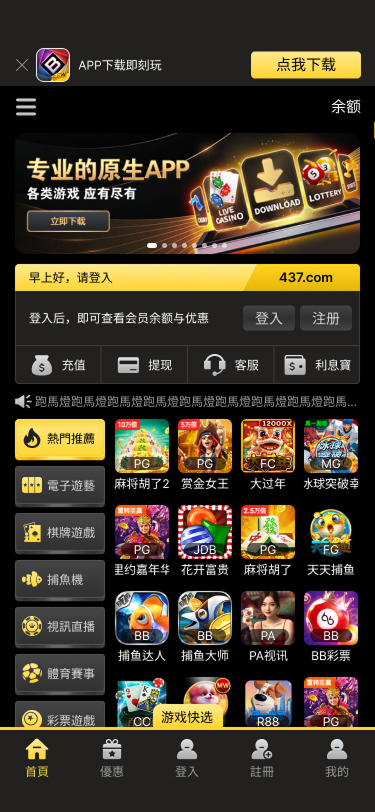 APP下载即刻玩
点我下载
余额
专业的原生APP
各类游戏 应有尽有
立即下载
LIVE CASINO
DOWNLOAD
LOTTERY
早上好，请登入
437.com
登入后，即可查看会员余额与优惠
登入
注册
充值
提现
客服
利息寶
跑馬燈跑馬燈跑馬燈跑馬燈跑馬燈跑馬燈跑馬燈跑馬燈跑馬...
熱門推薦
電子遊藝
棋牌遊戲
捕魚機
視訊直播
體育賽事
彩票遊戲
10万倍
PG
5万倍
PG
12000X
FC
MG
麻将胡了2
赏金女王
大过年
水球突破幸
PG
JDB
2.5万倍
PG
FC
里约嘉年华
花开富贵
麻将胡了
天天捕鱼
BB
BB
PA
BB
捕鱼达人
捕鱼大师
PA视讯
BB彩票
CC
MW
R88
PG
游戏快选
首頁
優惠
登入
註冊
我的